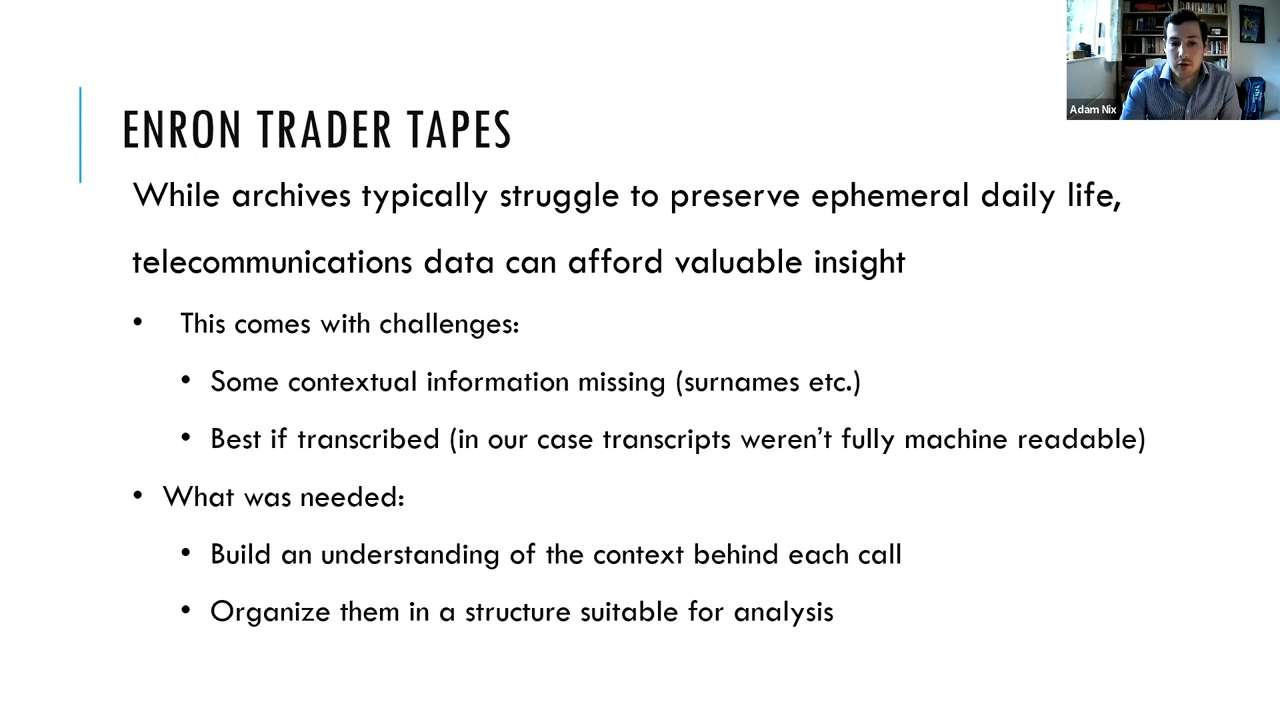 Adam Nix
ENRON TRADER TAPES
While archives typically struggle to preserve ephemeral daily life,
telecommunications data can afford valuable insight
• This comes with challenges:
• Some contextual information missing (surnames etc.)
• Best if transcribed (in our case transcripts weren’t fully machine readable)
• What was needed:
• Build an understanding of the context behind each call
• Organize them in a structure suitable for analysis